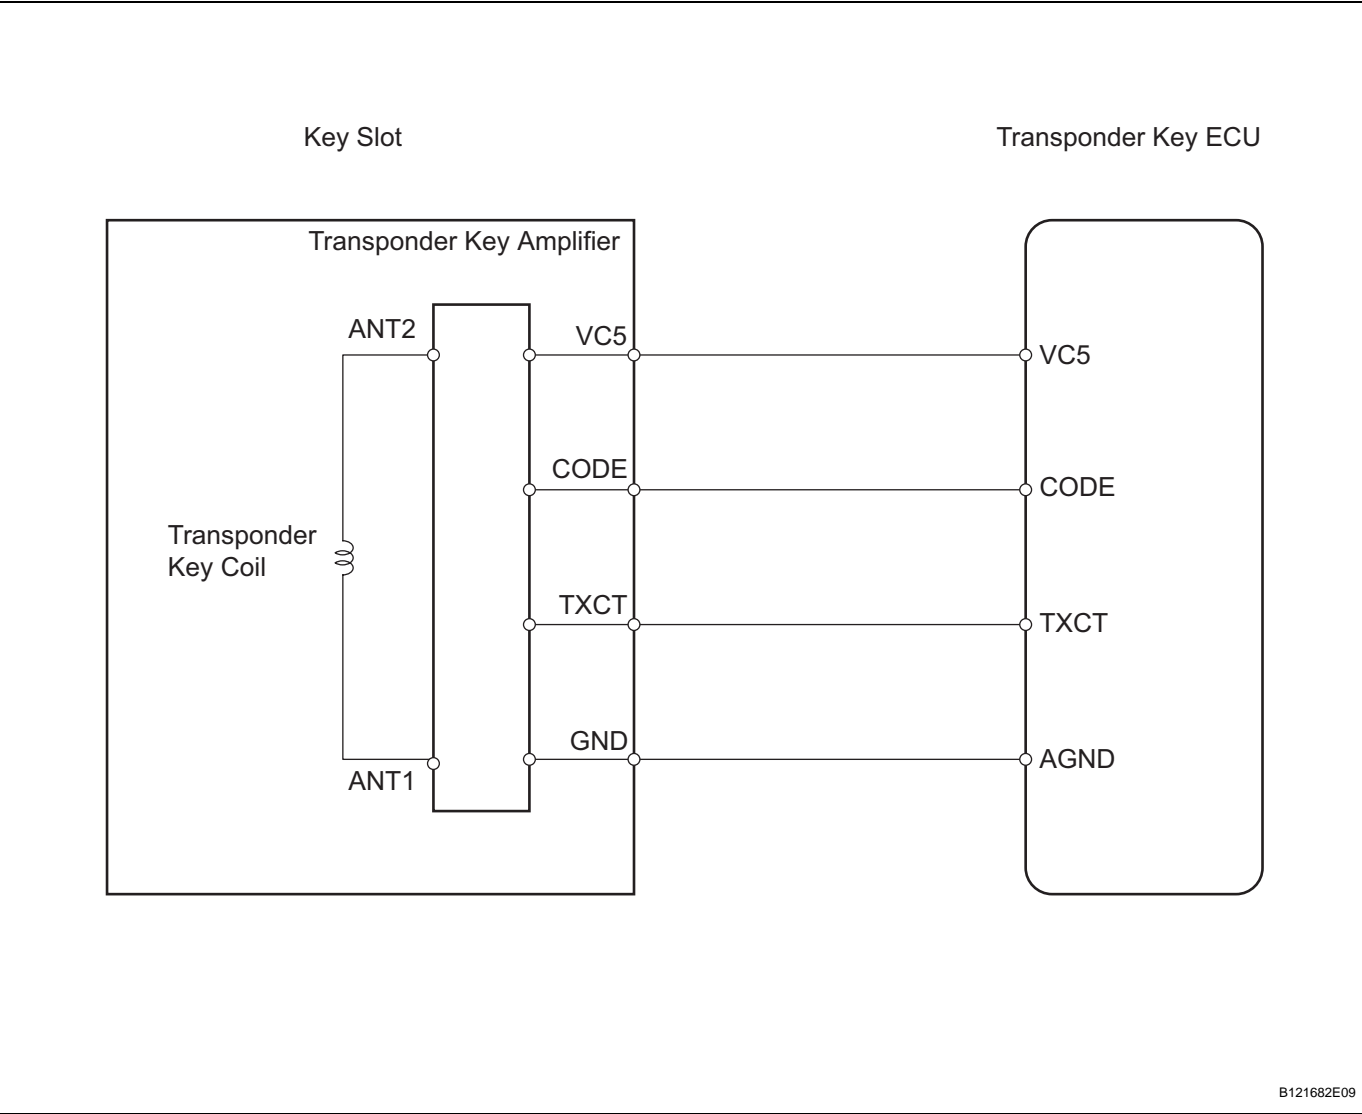 Key Slot
Transponder Key ECU
Transponder Key Amplifier
ANT2
VC5
VC5
CODE
CODE
Transponder
Key Coil
TXCT
TXCT
GND
AGND
ANT1
B121682E09